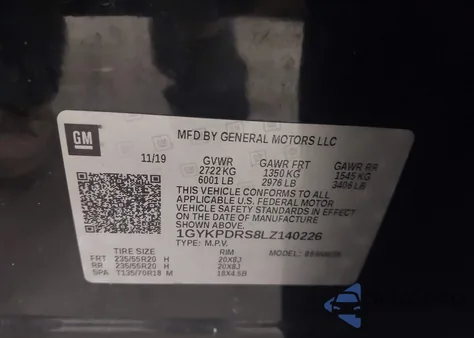 GM
MFD BY GENERAL MOTORS LLC
11/19
GVWR GAWR FRT GAWR RR
2722 KG 1350 KG 1545 KG
6001 LB 2976 LB 3406 LB
THIS VEHICLE CONFORMS TO ALL
APPLICABLE U.S. FEDERAL MOTOR
VEHICLE SAFETY STANDARDS IN EFFECT
ON THE DATE OF MANUFACTURE
SHOWN ABOVE.
1GYKPDRS8LZ140226
TYPE: M.P.V. MODEL:
TIRE SIZE RIM
FRT 235/55R20 H 20X8J
RR 235/55R20 H 20X8J
SPA T135/70R18 M 18X4.5B